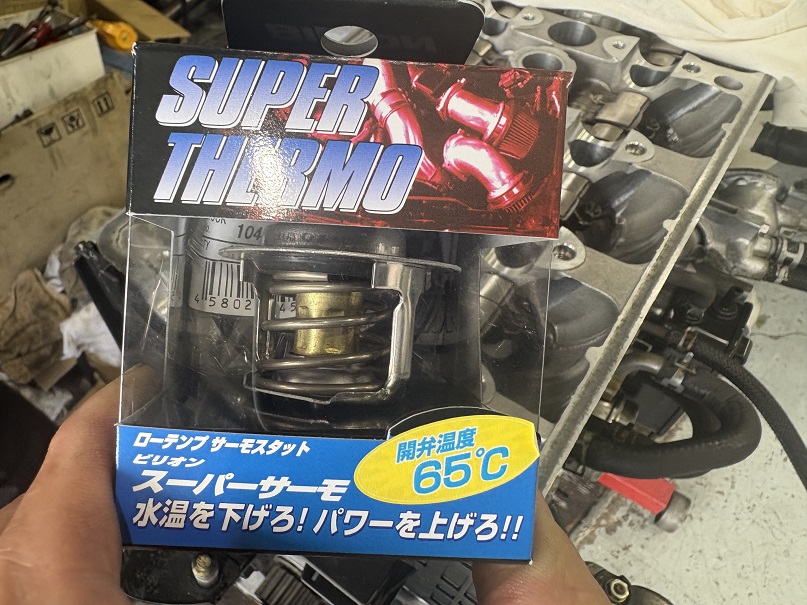 SUPER
THERMO
104
4 5802
ローテンプ サーモスタット
ビリオン
スーパーサーモ
水温を下げろ! パワーを上げろ!!
開弁温度
65℃